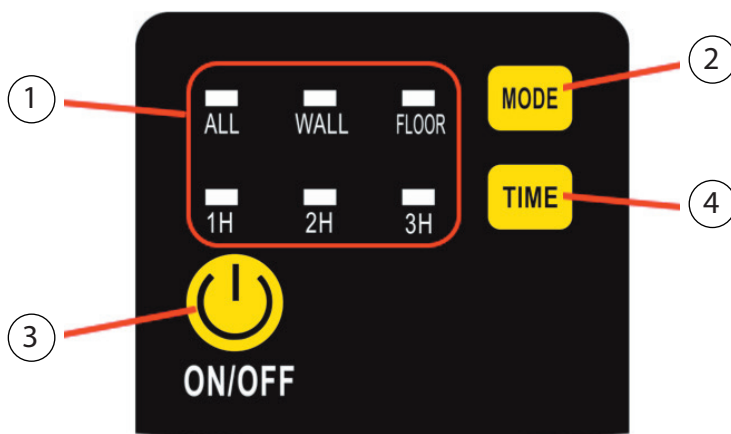 1
ALL WALL FLOOR
MODE
2
1H 2H 3H
TIME
4
3
ON/OFF